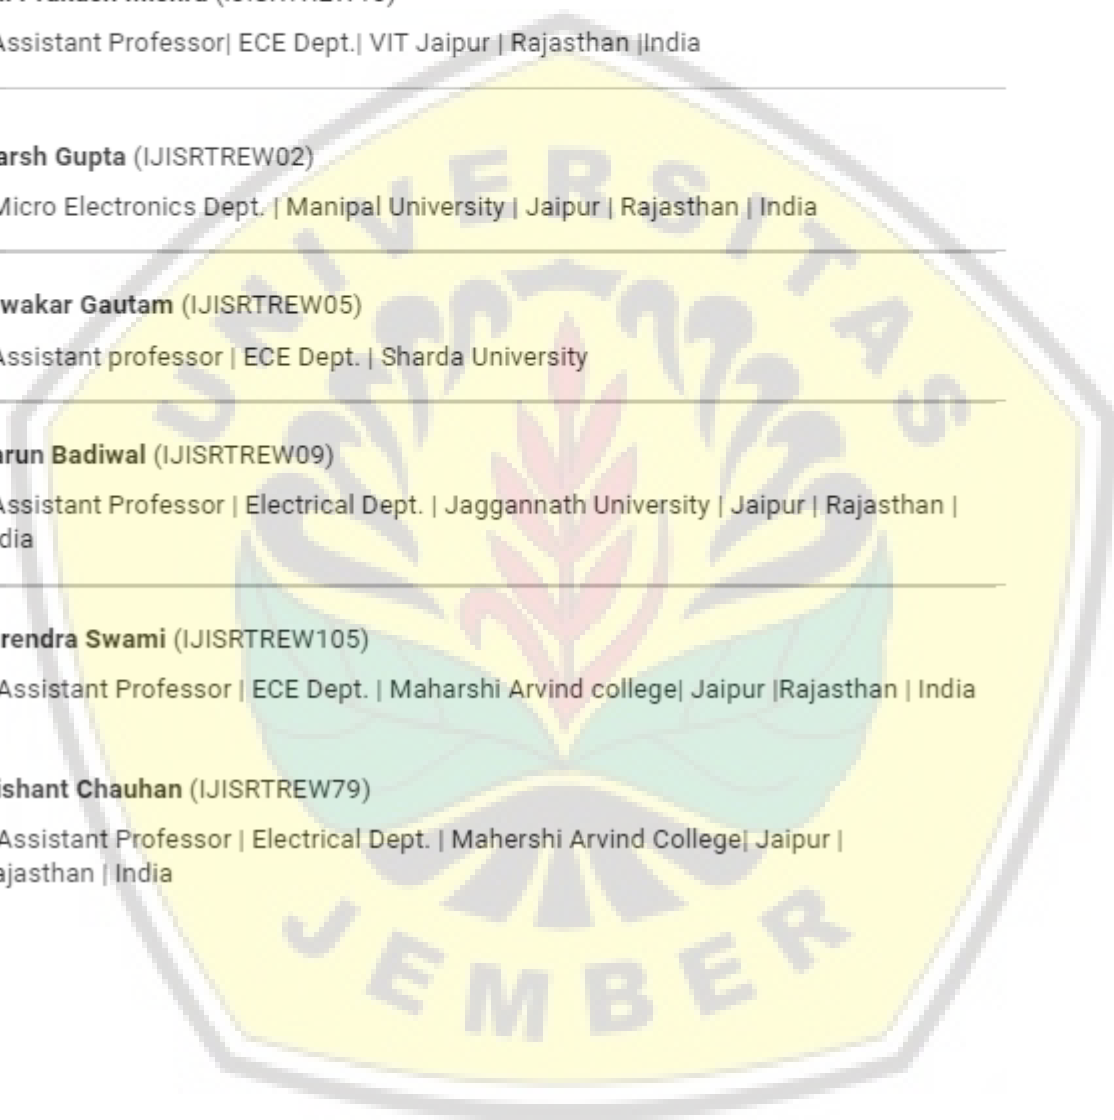 Assistant Professor| ECE Dept.| VIT Jaipur | Rajasthan |India
arsh Gupta (IJISRTREW02)
Micro Electronics Dept. | Manipal University | Jaipur | Rajasthan | India
wakar Gautam (IJISRTREW05)
Assistant professor | ECE Dept. | Sharda University
arun Badiwal (IJISRTREW09)
Assistant Professor | Electrical Dept. | Jaggannath University | Jaipur | Rajasthan |
dia
rendra Swami (IJISRTREW105)
Assistant Professor | ECE Dept. | Maharshi Arvind college| Jaipur |Rajasthan | India
ishant Chauhan (IJISRTREW79)
Assistant Professor | Electrical Dept. | Mahershi Arvind College| Jaipur |
ajasthan | India
UNIVERSITAS
JEMBER